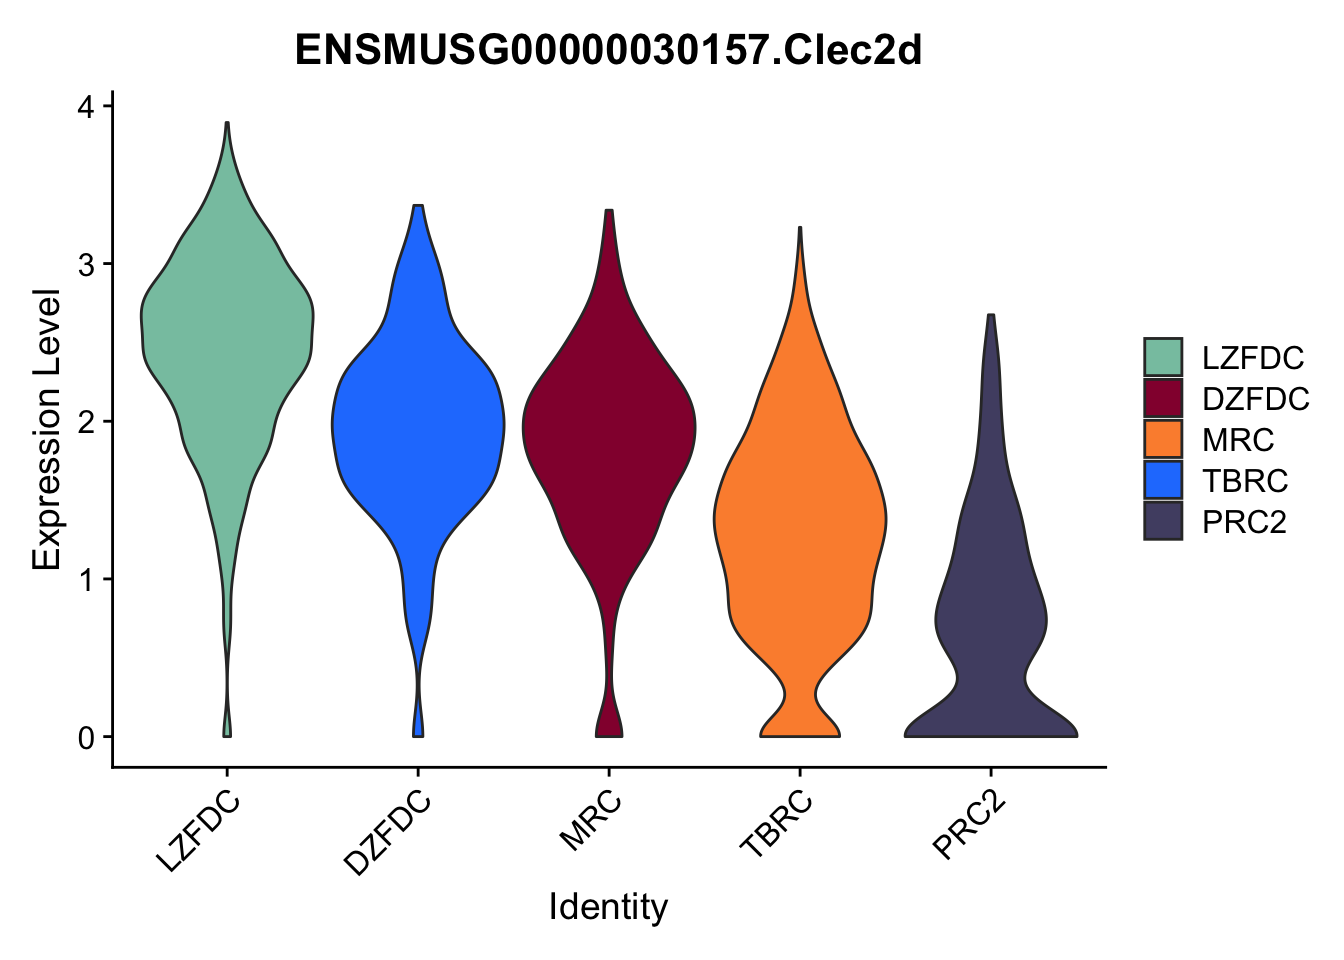 ENSMUSG00000030157.Clec2d
Expression Level
4
3
2
1
0
LZFDC
DZFDC
MRC
TBRC
PRC2
Identity
LZFDC
DZFDC
MRC
TBRC
PRC2